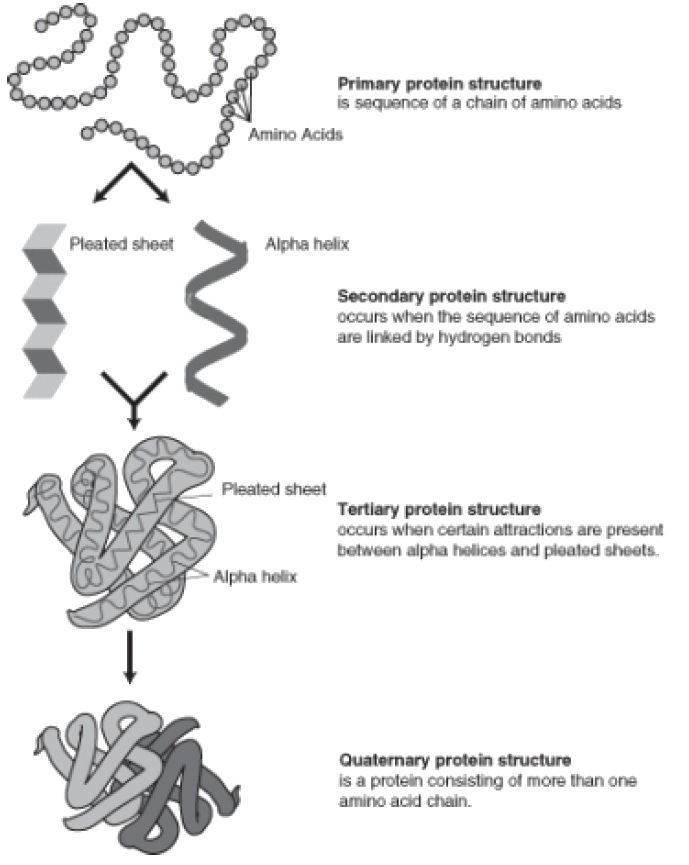 Primary protein structure
is sequence of a chain of amino acids
Amino Acids
Pleated sheet
Alpha helix
Secondary protein structure
occurs when the sequence of amino acids
are linked by hydrogen bonds
Pleated sheet
Tertiary protein structure
occurs when certain attractions are present
between alpha helices and pleated sheets.
Alpha helix
Quaternary protein structure
is a protein consisting of more than one
amino acid chain.